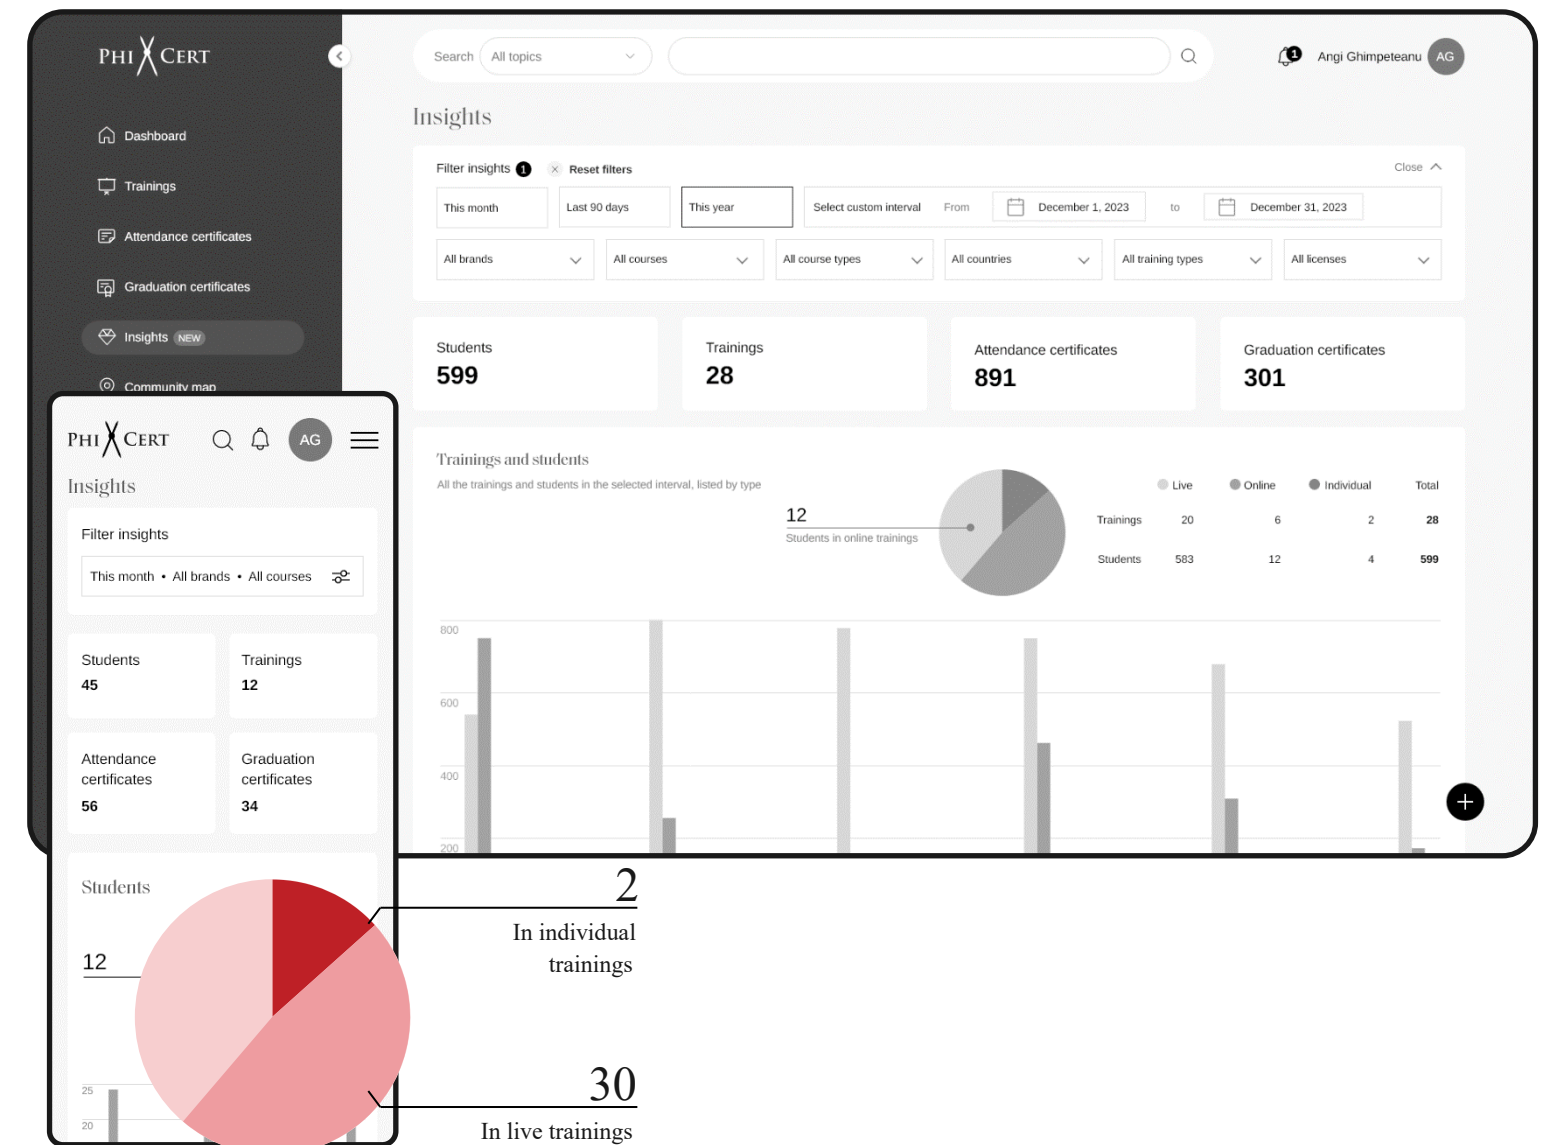 PHI CERT
Search All topics
1 Angi Ghimpeteanu AG
Dashboard
Trainings
Attendance certificates
Graduation certificates
Insights NEW
Community map
Insights
Filter insights 1 Reset filters Close
This month Last 90 days This year Select custom interval From December 1, 2023 to December 31, 2023
All brands All courses All course types All countries All training types All licenses
Students Trainings Attendance certificates Graduation certificates
599 28 891 301
Trainings and students
All the trainings and students in the selected interval, listed by type
12
Students in online trainings
Live Online Individual Total
Trainings 20 6 2 28
Students 583 12 4 599
800
600
400
200
PHI CERT AG
Insights
Filter insights
This month • All brands • All courses
Students Trainings
45 12
Attendance Graduation
certificates certificates
56 34
Students
12
25
20
2
In individual
trainings
30
In live trainings